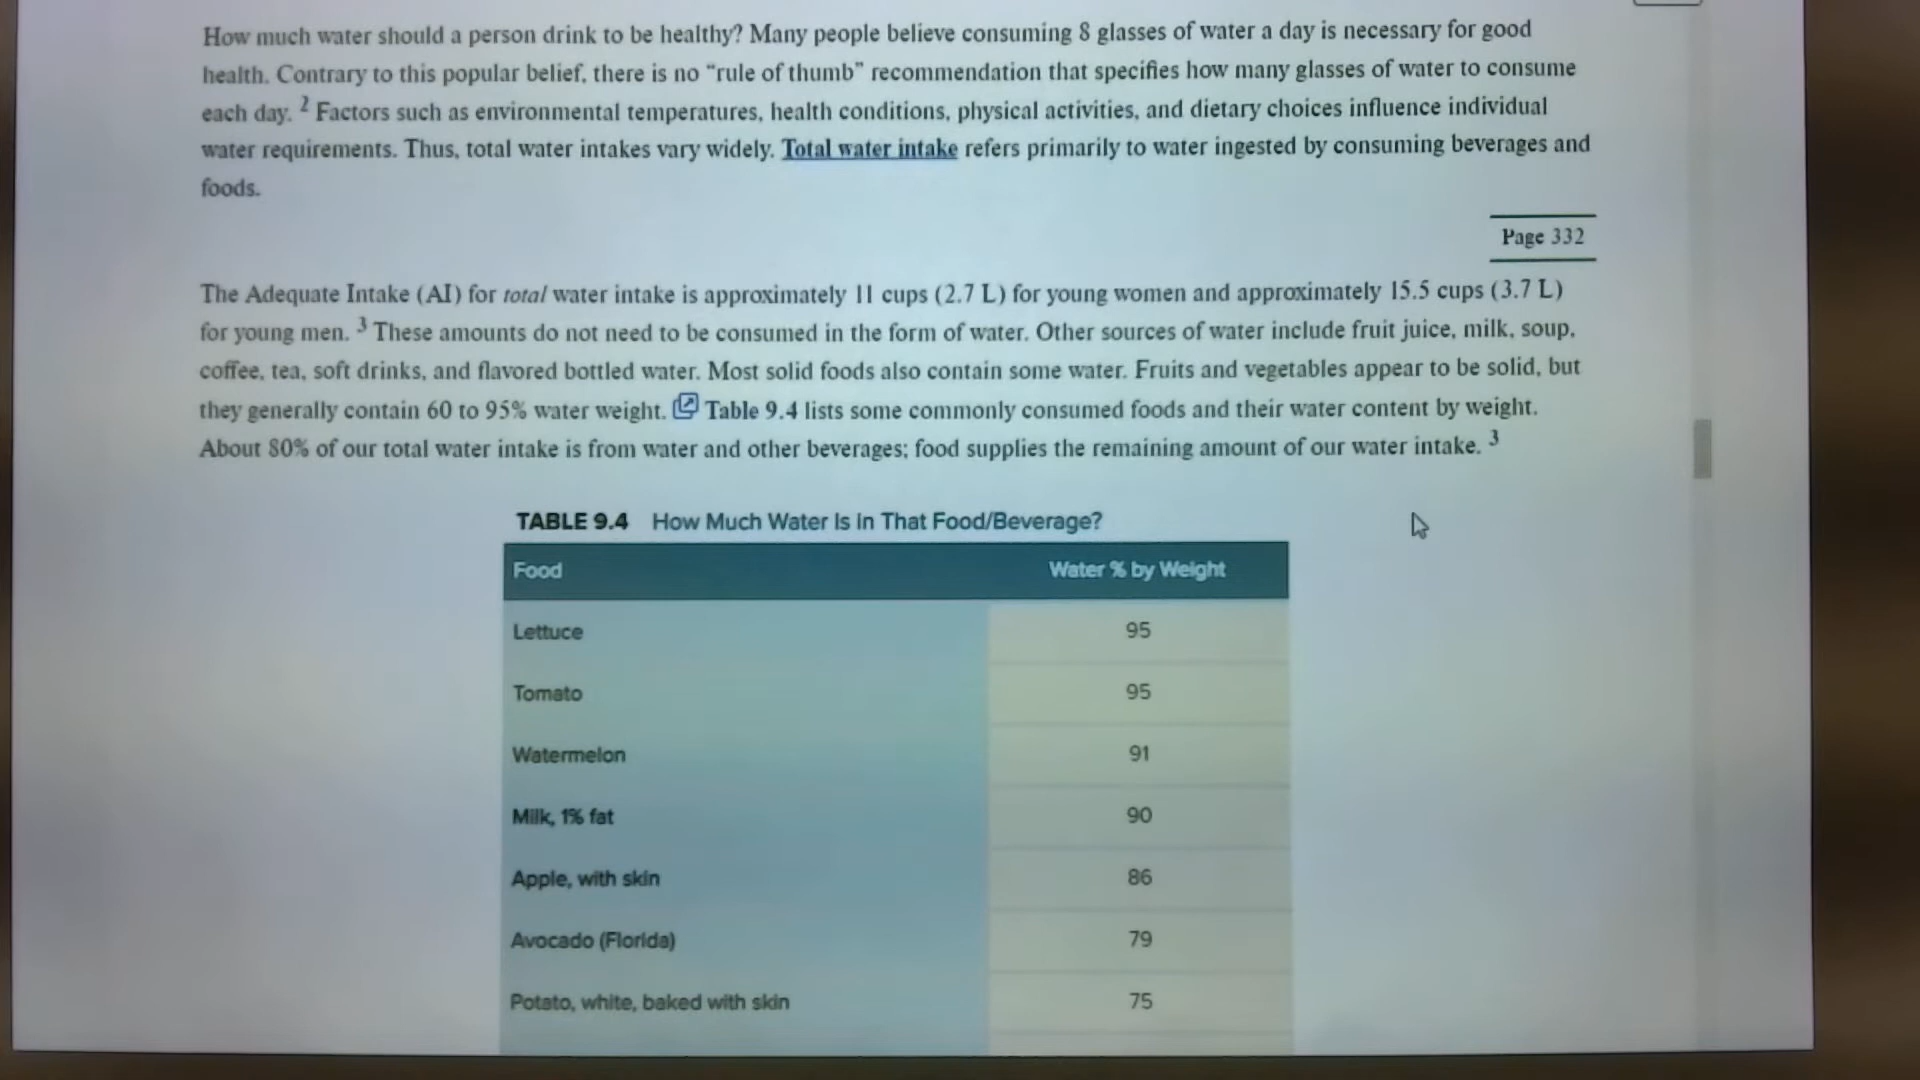 How much water should a person drink to be healthy? Many people believe consuming 8 glasses of water a day is necessary for good
health. Contrary to this popular belief, there is no “rule of thumb” recommendation that specifies how many glasses of water to consume
each day. 2 Factors such as environmental temperatures, health conditions, physical activities, and dietary choices influence individual
water requirements. Thus, total water intakes vary widely. Total water intake refers primarily to water ingested by consuming beverages and
foods.
Page 332
The Adequate Intake (AI) for total water intake is approximately 11 cups (2.7 L) for young women and approximately 15.5 cups (3.7 L)
for young men. 3 These amounts do not need to be consumed in the form of water. Other sources of water include fruit juice, milk, soup,
coffee, tea, soft drinks, and flavored bottled water. Most solid foods also contain some water. Fruits and vegetables appear to be solid, but
they generally contain 60 to 95% water weight. Table 9.4 lists some commonly consumed foods and their water content by weight.
About 80% of our total water intake is from water and other beverages; food supplies the remaining amount of our water intake. 3
TABLE 9.4 How Much Water Is In That Food/Beverage?
Food Water % by Weight
Lettuce 95
Tomato 95
Watermelon 91
Milk, 1% fat 90
Apple, with skin 86
Avocado (Florida) 79
Potato, white, baked with skin 75